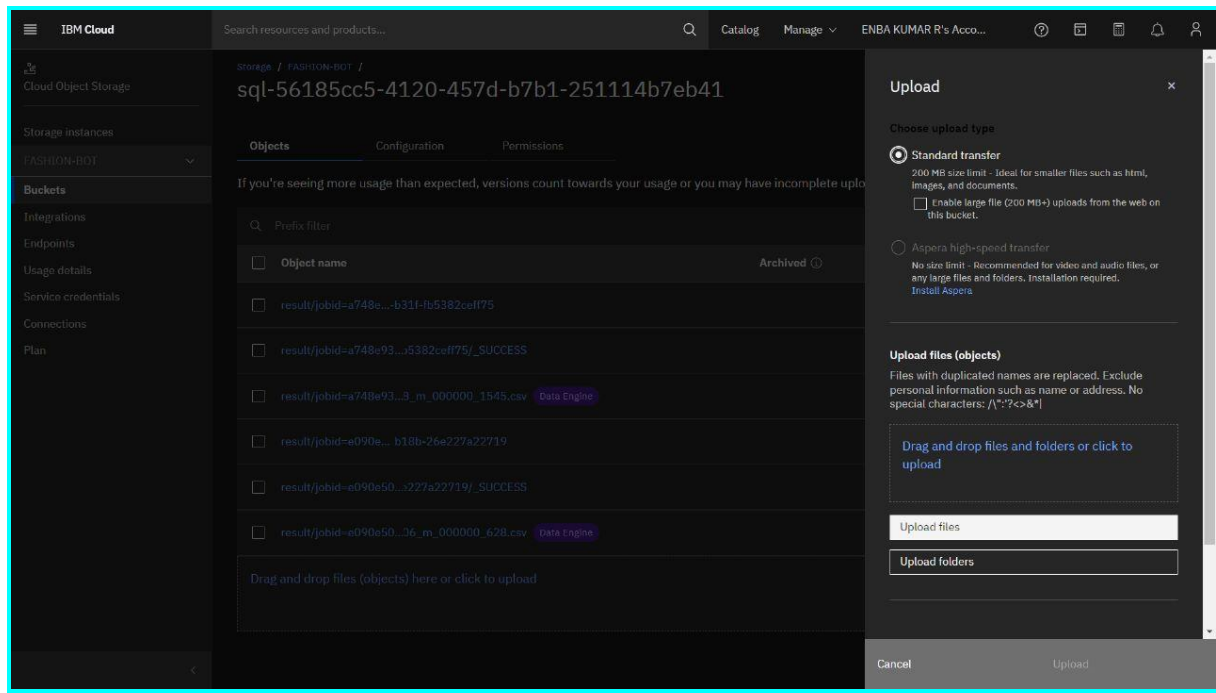 IBM Cloud
Search resources and products...
Catalog
Manage
ENBA KUMAR R's Acco...
Cloud Object Storage
Storage instances
FASHION-BOT
Buckets
Integrations
Endpoints
Usage details
Service credentials
Connections
Plan
Storage / FASHION-BOT /
sql-56185cc5-4120-457d-b7b1-251114b7eb41
Objects
Configuration
Permissions
If you're seeing more usage than expected, versions count towards your usage or you may have incomplete uplo
Prefix filter
Object name
Archived
result/jobid=a748e...-b31f-fb5382ceff75
result/jobid=a748e93...›5382ceff75/_SUCCESS
result/jobid=a748e93...3_m_000000_1545.csv Data Engine
result/jobid=e090e... b18b-26e227a22719
result/jobid=e090e50...›227a22719/_SUCCESS
result/jobid=e090e50...06_m_000000_628.csv Data Engine
Drag and drop files (objects) here or click to upload
Upload
Choose upload type
Standard transfer
200 MB size limit - Ideal for smaller files such as html,
images, and documents.
Enable large file (200 MB+) uploads from the web on
this bucket.
Aspera high-speed transfer
No size limit - Recommended for video and audio files, or
any large files and folders. Installation required.
Install Aspera
Upload files (objects)
Files with duplicated names are replaced. Exclude
personal information such as name or address. No
special characters: /\":'?<>&*|
Drag and drop files and folders or click to
upload
Upload files
Upload folders
Cancel
Upload